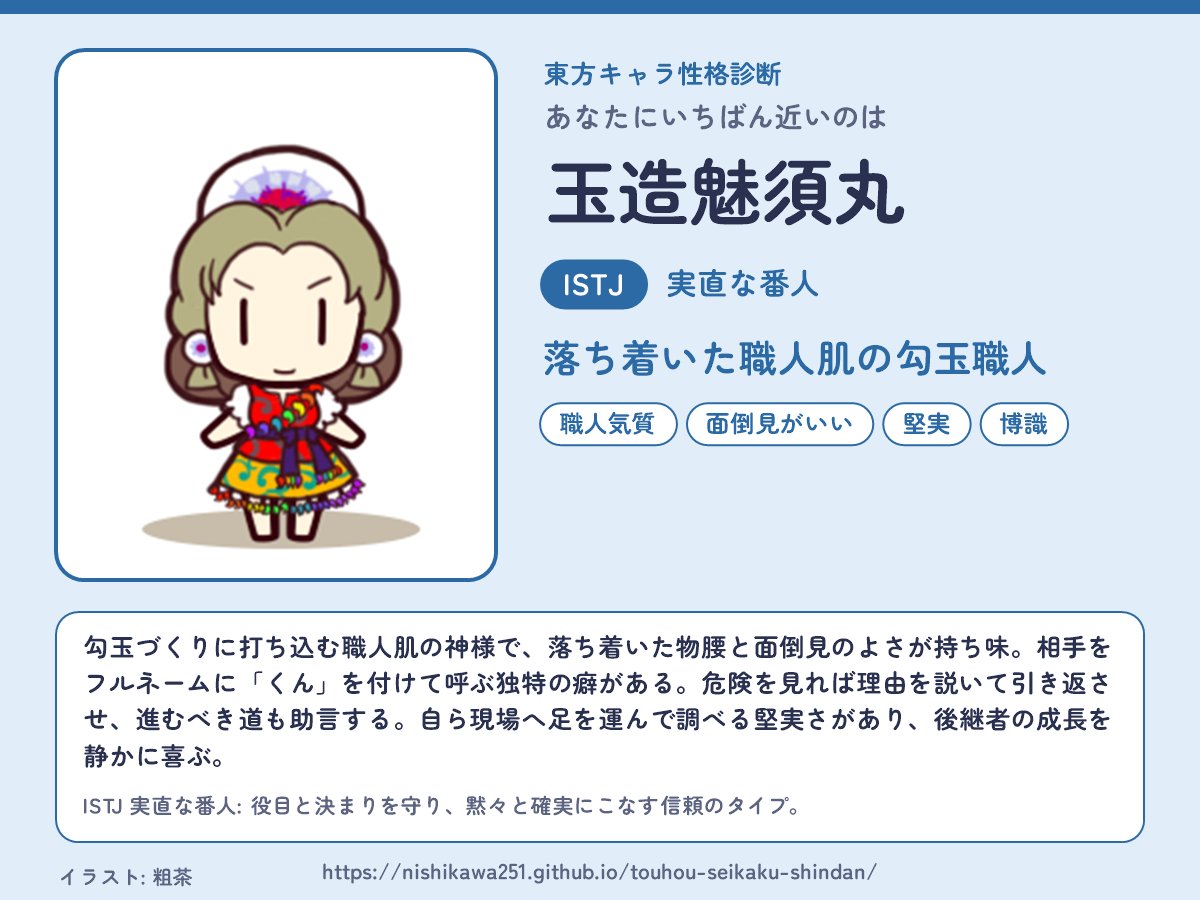 東方キャラ性格診断
あなたにいちばん近いのは
玉造魅須丸
ISTJ 実直な番人
落ち着いた職人肌の勾玉職人
職人気質 面倒見がいい 堅実 博識
勾玉づくりに打ち込む職人肌の神様で、落ち着いた物腰と面倒見のよさが持ち味。相手を
フルネームに「くん」を付けて呼ぶ独特の癖がある。危険を見れば理由を説いて引き返さ
せ、進むべき道も助言する。自ら現場へ足を運んで調べる堅実さがあり、後継者の成長を
静かに喜ぶ。
ISTJ 実直な番人: 役目と決まりを守り、黙々と確実にこなす信頼のタイプ。
イラスト: 粗茶 https://nishikawa251.github.io/touhou-seikaku-shindan/